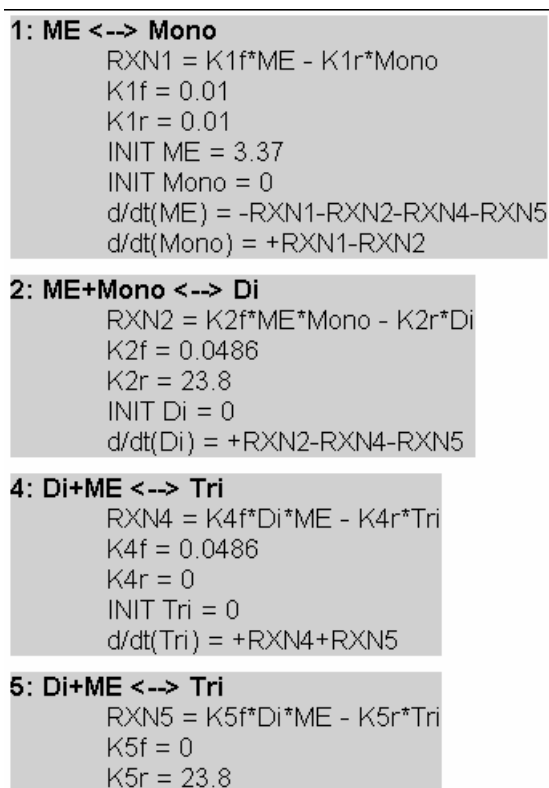 1: ME <--> Mono
RXN1 = K1f*ME - K1r*Mono
K1f = 0.01
K1r = 0.01
INIT ME = 3.37
INIT Mono = 0
d/dt(ME) = -RXN1-RXN2-RXN4-RXN5
d/dt(Mono) = +RXN1-RXN2
2: ME+Mono <--> Di
RXN2 = K2f*ME*Mono - K2r*Di
K2f = 0.0486
K2r = 23.8
INIT Di = 0
d/dt(Di) = +RXN2-RXN4-RXN5
4: Di+ME <--> Tri
RXN4 = K4f*Di*ME - K4r*Tri
K4f = 0.0486
K4r = 0
INIT Tri = 0
d/dt(Tri) = +RXN4+RXN5
5: Di+ME <--> Tri
RXN5 = K5f*Di*ME - K5r*Tri
K5f = 0
K5r = 23.8